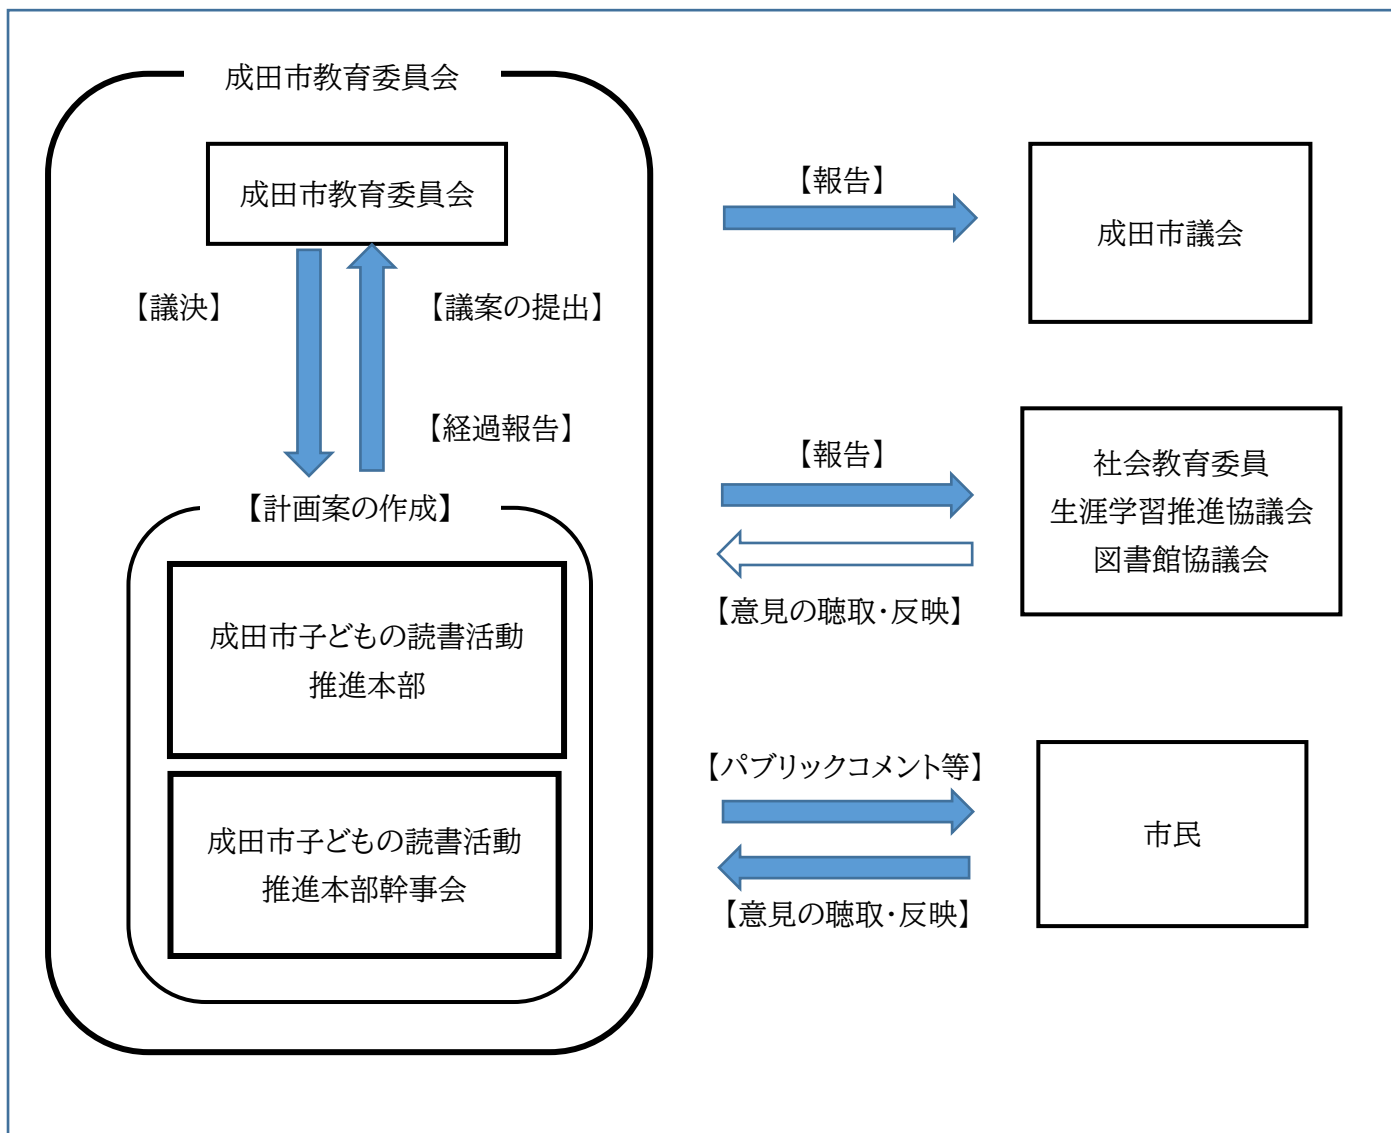 成田市教育委員会
成田市教育委員会
【議決】
【議案の提出】
【経過報告】
【計画案の作成】
成田市子どもの読書活動
推進本部
成田市子どもの読書活動
推進本部幹事会
【報告】
成田市議会
【報告】
【意見の聴取・反映】
社会教育委員
生涯学習推進協議会
図書館協議会
【パブリックコメント等】
【意見の聴取・反映】
市民